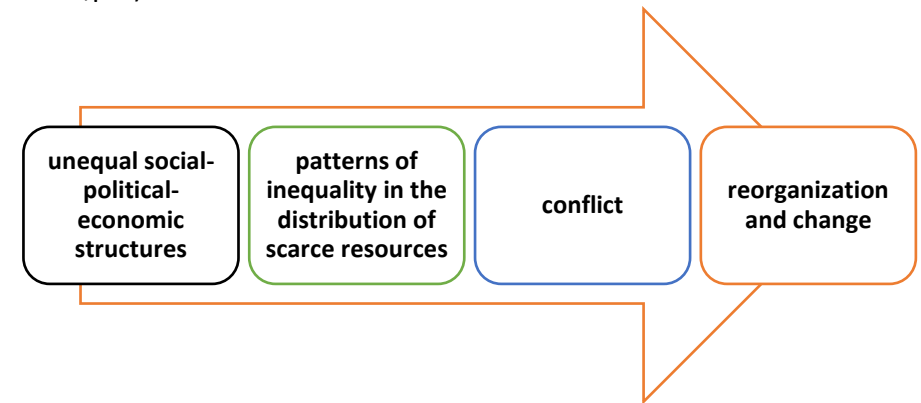 unequal social-
political-
economic
structures
patterns of
inequality in the
distribution of
scarce resources
conflict
reorganization
and change